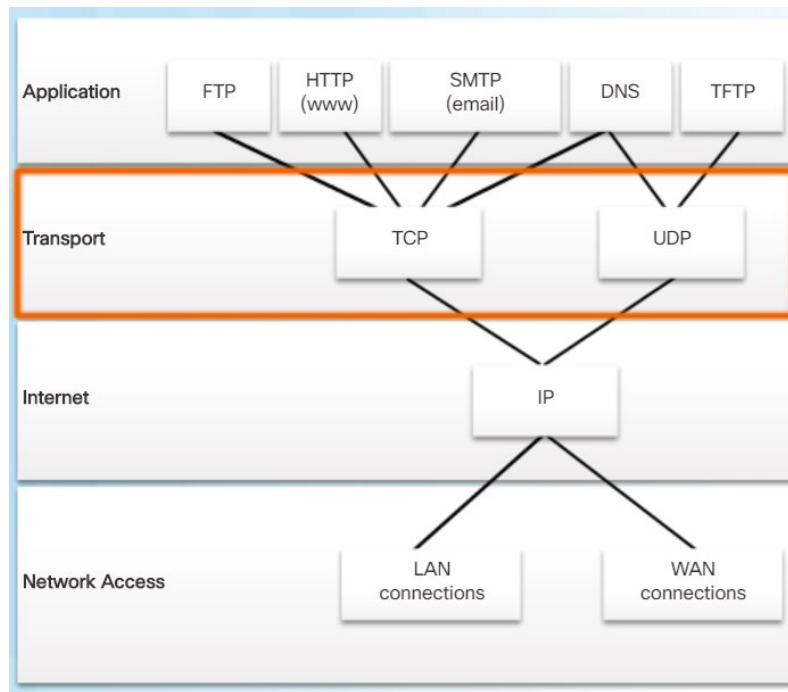 Application
FTP
HTTP
(www)
SMTP
(email)
DNS
TFTP
Transport
TCP
UDP
Internet
IP
Network Access
LAN
connections
WAN
connections